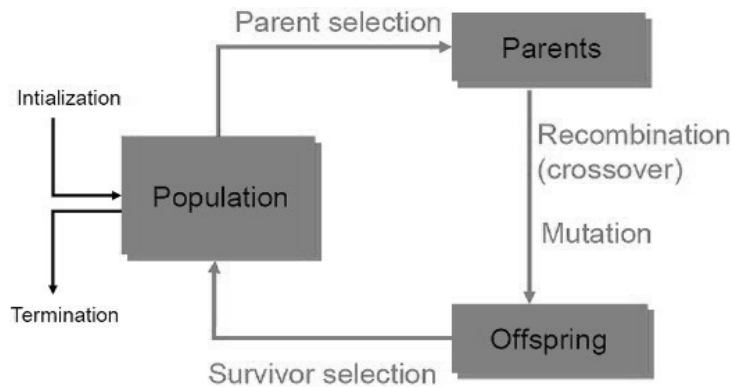 Parent selection
Parents
Intialization
Recombination
(crossover)
Population
Mutation
Termination
Offspring
Survivor selection